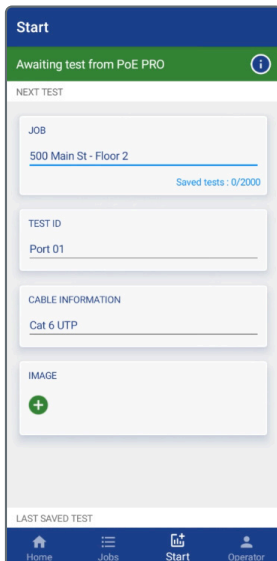 Start
Awaiting test from PoE PRO
NEXT TEST
JOB
500 Main St - Floor 2
Saved tests : 0/2000
TEST ID
Port 01
CABLE INFORMATION
Cat 6 UTP
IMAGE
LAST SAVED TEST
Home Jobs Start Operator